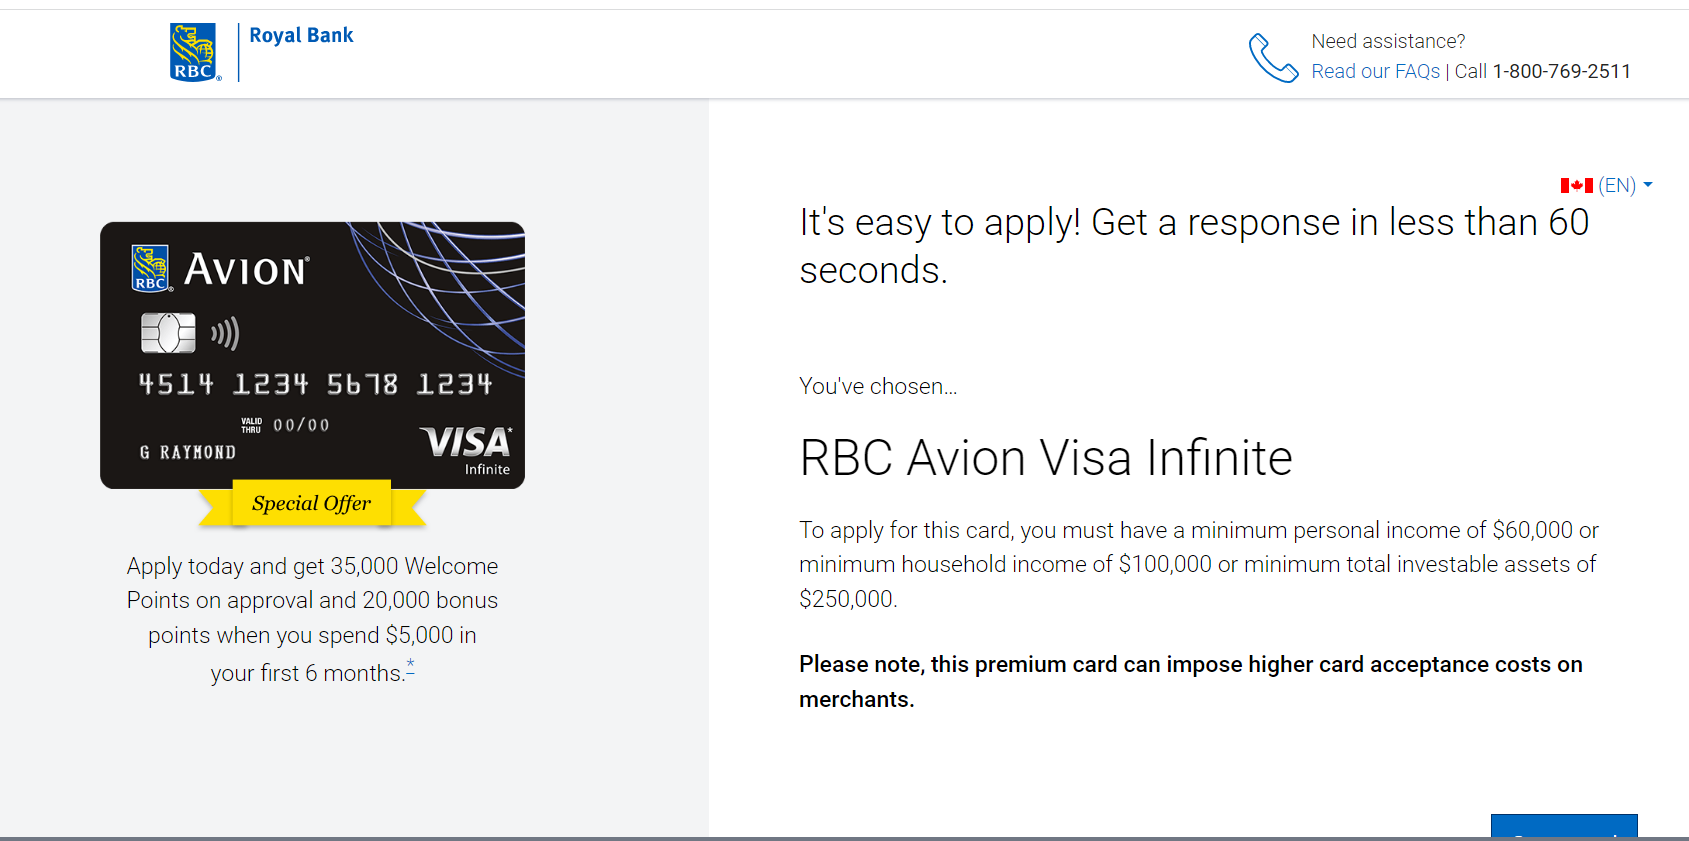 RBC
Royal Bank
Need assistance?
Read our FAQs | Call 1-800-769-2511
(EN)
RBC AVION
4514 1234 5678 1234
VALID THRU 00/00
G RAYMOND
VISA*
Infinite
Special Offer
Apply today and get 35,000 Welcome
Points on approval and 20,000 bonus
points when you spend $5,000 in
your first 6 months.*
It's easy to apply! Get a response in less than 60
seconds.
You've chosen...
RBC Avion Visa Infinite
To apply for this card, you must have a minimum personal income of $60,000 or
minimum household income of $100,000 or minimum total investable assets of
$250,000.
Please note, this premium card can impose higher card acceptance costs on
merchants.